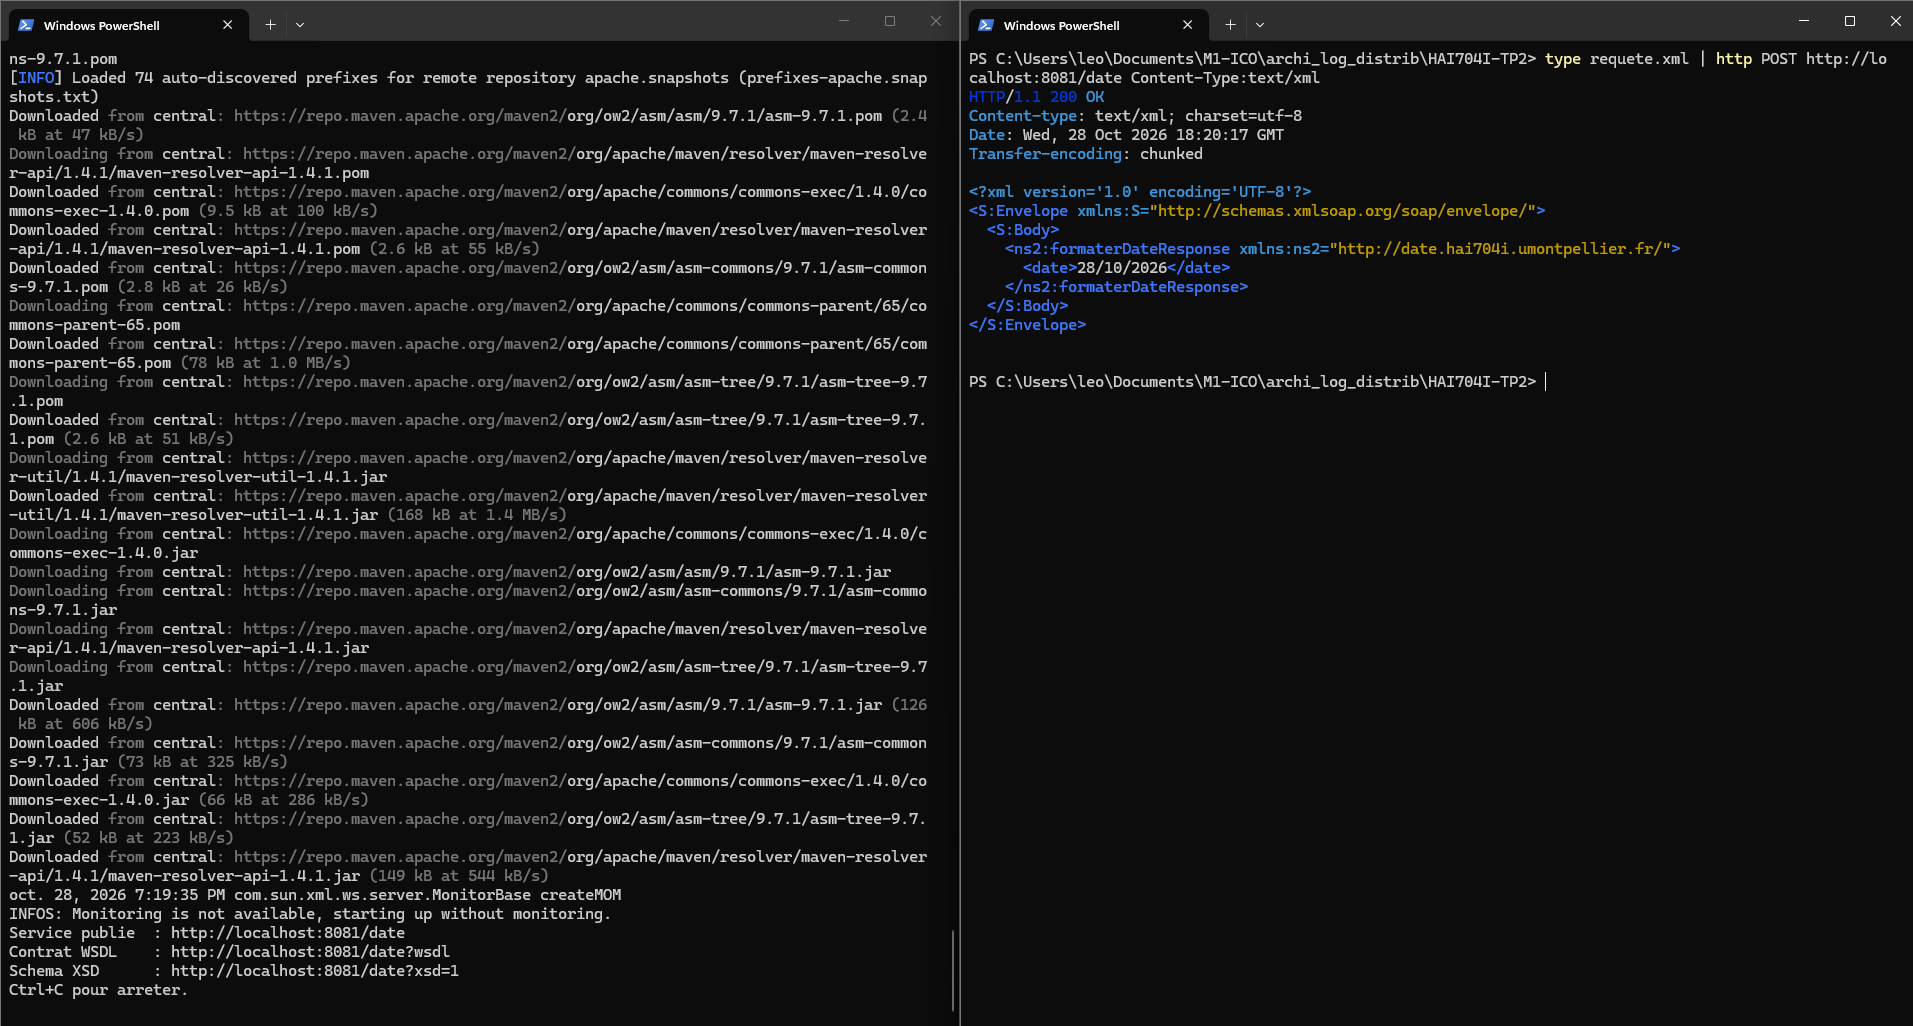 Windows PowerShell
ns-9.7.1.pom
[INFO] Loaded 74 auto-discovered prefixes for remote repository apache.snapshots (prefixes-apache.snap
shots.txt)
Downloaded from central: https://repo.maven.apache.org/maven2/org/ow2/asm/asm/9.7.1/asm-9.7.1.pom (2.4
 kB at 47 kB/s)
Downloading from central: https://repo.maven.apache.org/maven2/org/apache/maven/resolver/maven-resolve
r-api/1.4.1/maven-resolver-api-1.4.1.pom
Downloaded from central: https://repo.maven.apache.org/maven2/org/apache/commons/commons-exec/1.4.0/co
mmons-exec-1.4.0.pom (9.5 kB at 100 kB/s)
Downloaded from central: https://repo.maven.apache.org/maven2/org/apache/maven/resolver/maven-resolver
-api/1.4.1/maven-resolver-api-1.4.1.pom (2.6 kB at 55 kB/s)
Downloaded from central: https://repo.maven.apache.org/maven2/org/ow2/asm/asm-commons/9.7.1/asm-common
s-9.7.1.pom (2.8 kB at 26 kB/s)
Downloading from central: https://repo.maven.apache.org/maven2/org/apache/commons/commons-parent/65/co
mmons-parent-65.pom
Downloaded from central: https://repo.maven.apache.org/maven2/org/apache/commons/commons-parent/65/com
mons-parent-65.pom (78 kB at 1.0 MB/s)
Downloading from central: https://repo.maven.apache.org/maven2/org/ow2/asm/asm-tree/9.7.1/asm-tree-9.7
.1.pom
Downloaded from central: https://repo.maven.apache.org/maven2/org/ow2/asm/asm-tree/9.7.1/asm-tree-9.7.
1.pom (2.6 kB at 51 kB/s)
Downloading from central: https://repo.maven.apache.org/maven2/org/apache/maven/resolver/maven-resolve
r-util/1.4.1/maven-resolver-util-1.4.1.jar
Downloaded from central: https://repo.maven.apache.org/maven2/org/apache/maven/resolver/maven-resolver
-util/1.4.1/maven-resolver-util-1.4.1.jar (168 kB at 1.4 MB/s)
Downloading from central: https://repo.maven.apache.org/maven2/org/apache/commons/commons-exec/1.4.0/c
ommons-exec-1.4.0.jar
Downloading from central: https://repo.maven.apache.org/maven2/org/ow2/asm/asm/9.7.1/asm-9.7.1.jar
Downloading from central: https://repo.maven.apache.org/maven2/org/ow2/asm/asm-commons/9.7.1/asm-commo
ns-9.7.1.jar
Downloading from central: https://repo.maven.apache.org/maven2/org/apache/maven/resolver/maven-resolve
r-api/1.4.1/maven-resolver-api-1.4.1.jar
Downloading from central: https://repo.maven.apache.org/maven2/org/ow2/asm/asm-tree/9.7.1/asm-tree-9.7
.1.jar
Downloaded from central: https://repo.maven.apache.org/maven2/org/ow2/asm/asm/9.7.1/asm-9.7.1.jar (126
 kB at 606 kB/s)
Downloaded from central: https://repo.maven.apache.org/maven2/org/ow2/asm/asm-commons/9.7.1/asm-common
s-9.7.1.jar (73 kB at 325 kB/s)
Downloaded from central: https://repo.maven.apache.org/maven2/org/apache/commons/commons-exec/1.4.0/co
mmons-exec-1.4.0.jar (66 kB at 286 kB/s)
Downloaded from central: https://repo.maven.apache.org/maven2/org/ow2/asm/asm-tree/9.7.1/asm-tree-9.7.
1.jar (52 kB at 223 kB/s)
Downloaded from central: https://repo.maven.apache.org/maven2/org/apache/maven/resolver/maven-resolver
-api/1.4.1/maven-resolver-api-1.4.1.jar (149 kB at 544 kB/s)
oct. 28, 2026 7:19:35 PM com.sun.xml.ws.server.MonitorBase createMOM
INFOS: Monitoring is not available, starting up without monitoring.
Service publie  : http://localhost:8081/date
Contrat WSDL    : http://localhost:8081/date?wsdl
Schema XSD      : http://localhost:8081/date?xsd=1
Ctrl+C pour arreter.
Windows PowerShell
PS C:\Users\leo\Documents\M1-ICO\archi_log_distrib\HAI704I-TP2> type requete.xml | http POST http://lo
calhost:8081/date Content-Type:text/xml
HTTP/1.1 200 OK
Content-type: text/xml; charset=utf-8
Date: Wed, 28 Oct 2026 18:20:17 GMT
Transfer-encoding: chunked
<?xml version='1.0' encoding='UTF-8'?>
<S:Envelope xmlns:S="http://schemas.xmlsoap.org/soap/envelope/">
  <S:Body>
    <ns2:formaterDateResponse xmlns:ns2="http://date.hai704i.umontpellier.fr/">
      <date>28/10/2026</date>
    </ns2:formaterDateResponse>
  </S:Body>
</S:Envelope>
PS C:\Users\leo\Documents\M1-ICO\archi_log_distrib\HAI704I-TP2>